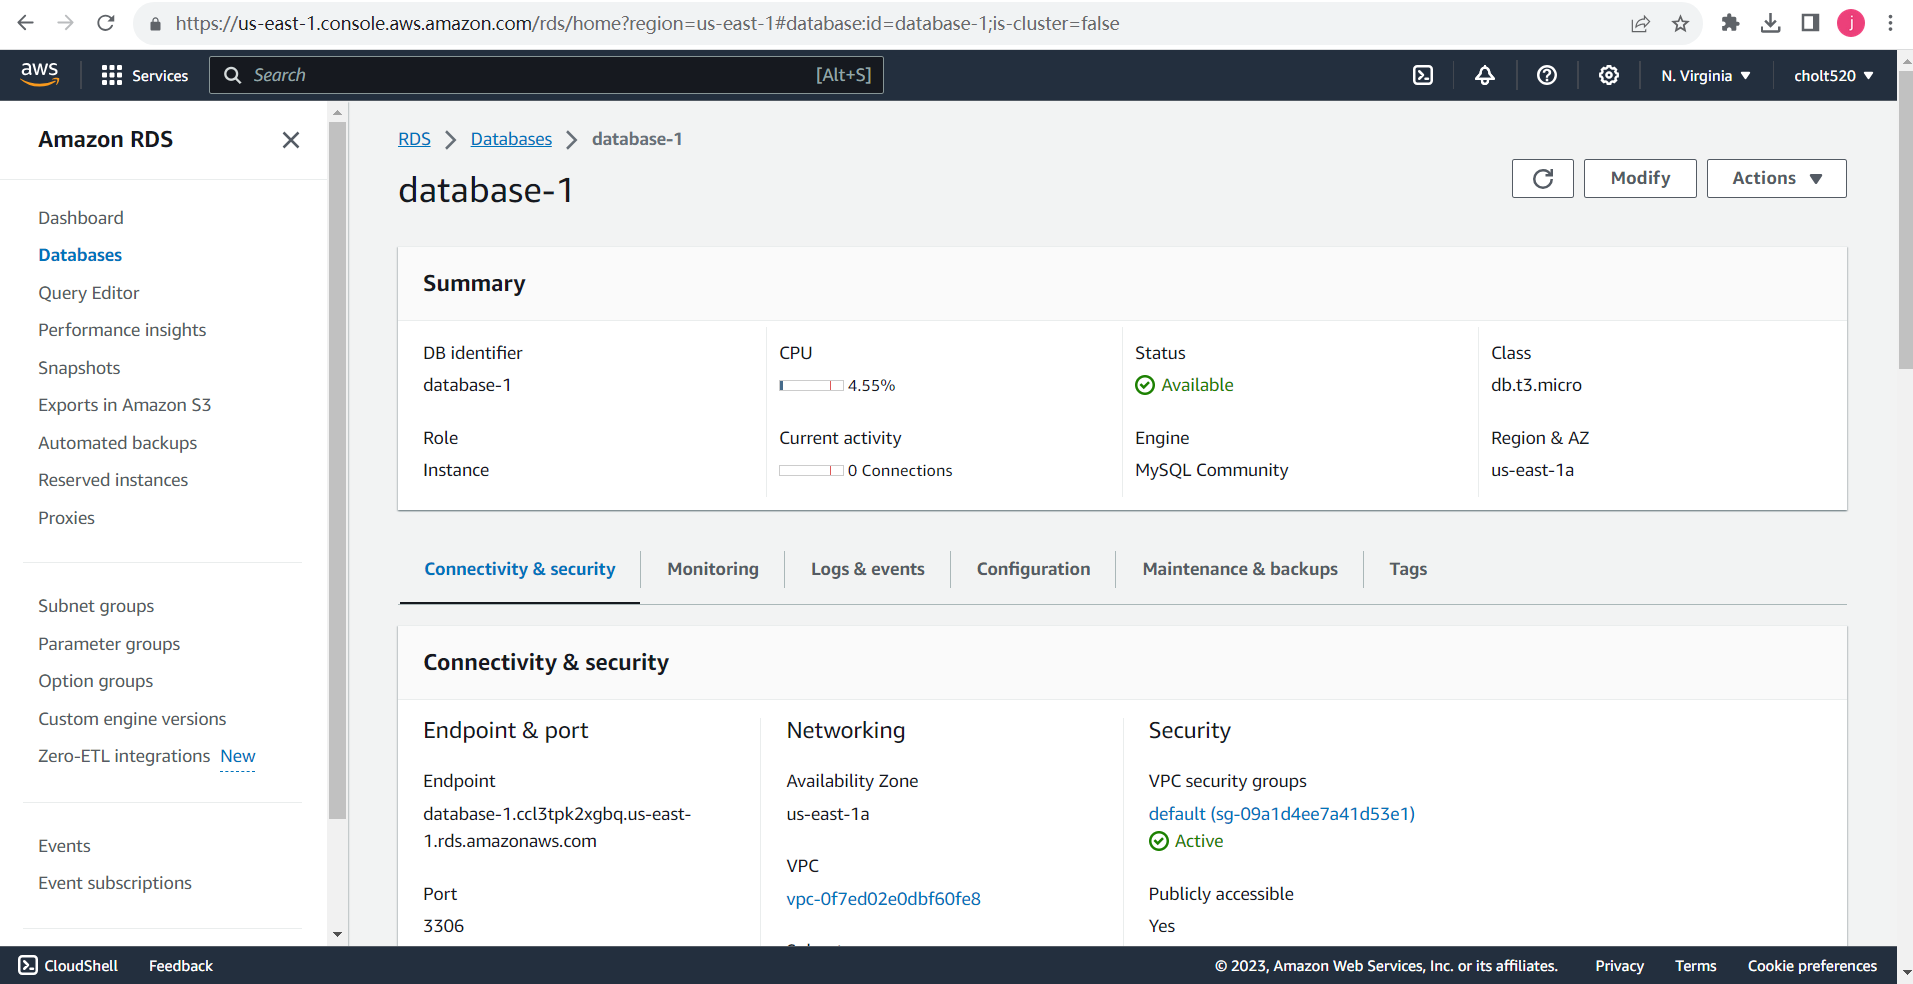 https://us-east-1.console.aws.amazon.com/rds/home?region=us-east-1#database:id=database-1;is-cluster=false
j
aws
Services
Search
[Alt+S]
N. Virginia
cholt520
Amazon RDS
Dashboard
Databases
Query Editor
Performance insights
Snapshots
Exports in Amazon S3
Automated backups
Reserved instances
Proxies
Subnet groups
Parameter groups
Option groups
Custom engine versions
Zero-ETL integrations New
Events
Event subscriptions
RDS > Databases > database-1
database-1
Modify
Actions
Summary
DB identifier
database-1
CPU
4.55%
Status
Available
Class
db.t3.micro
Role
Instance
Current activity
0 Connections
Engine
MySQL Community
Region & AZ
us-east-1a
Connectivity & security
Monitoring
Logs & events
Configuration
Maintenance & backups
Tags
Connectivity & security
Endpoint & port
Endpoint
database-1.ccl3tpk2xgbq.us-east-
1.rds.amazonaws.com
Port
3306
Networking
Availability Zone
us-east-1a
VPC
vpc-0f7ed02e0dbf60fe8
Security
VPC security groups
default (sg-09a1d4ee7a41d53e1)
Active
Publicly accessible
Yes
CloudShell
Feedback
© 2023, Amazon Web Services, Inc. or its affiliates.
Privacy
Terms
Cookie preferences